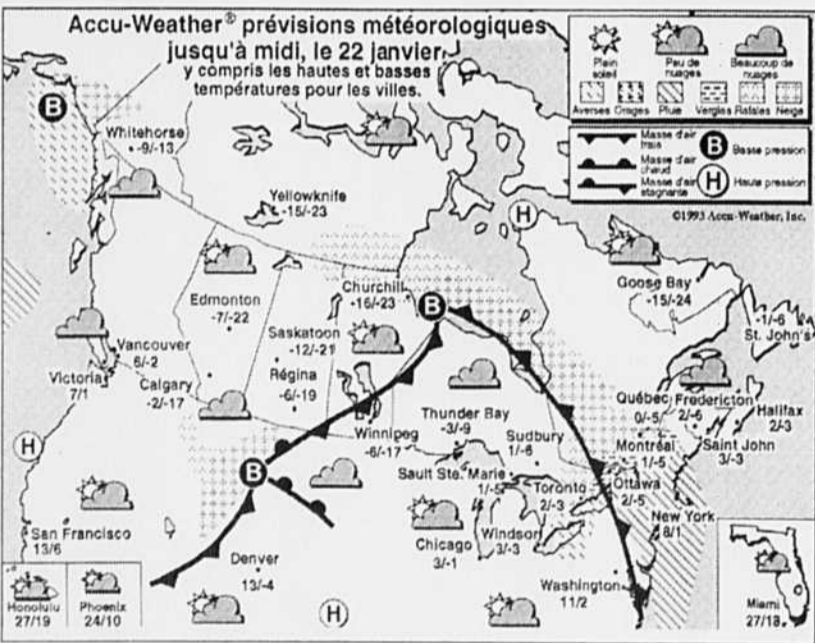 Accu-Weather® prévisions météorologiques
jusqu'à midi, le 22 janvier
y compris les hautes et basses
températures pour les villes.
Plein soleil
Peu de nuages
Beaucoup de nuages
Averses Orages Pluie Verglas Rafales Neige
Masse d'air frais
B Basse pression
Masse d'air chaud
Masse d'air stagnante
H Haute pression
©1993 Accu-Weather, Inc.
B
Whitehorse
-9/-13
Yellowknife
-15/-23
H
Goose Bay
-15/-24
Churchill
-16/-23
B
Edmonton
-7/-22
-1/-6
St. John's
Saskatoon
-12/-21
Vancouver
6/-2
Victoria
7/1
Calgary
-2/-17
Régina
-6/-19
Québec
0/-5
Fredericton
2/-6
Halifax
2/-3
Winnipeg
-6/-17
Thunder Bay
-3/-9
Sudbury
1/-6
Montréal
1/-5
Saint John
3/-3
H
B
Sault Ste. Marie
1/-5
Toronto
2/-3
Ottawa
2/-5
San Francisco
13/6
Chicago
3/-1
Windsor
3/-3
New York
8/1
Denver
13/-4
Washington
11/2
H
Honolulu
27/19
Phoenix
24/10
Miami
27/18